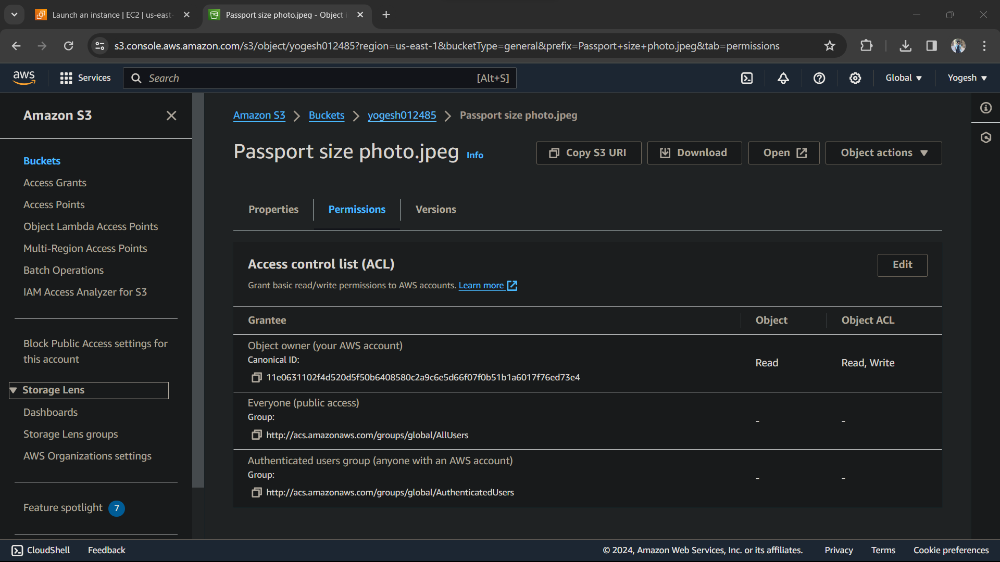 Launch an instance | EC2 | us-east-
Passport size photo.jpeg - Object i
s3.console.aws.amazon.com/s3/object/yogesh012485?region=us-east-1&bucketType=general&prefix=Passport+size+photo.jpeg&tab=permissions
aws
Services
Search
[Alt+S]
Global
Yogesh
Amazon S3
Buckets
Access Grants
Access Points
Object Lambda Access Points
Multi-Region Access Points
Batch Operations
IAM Access Analyzer for S3
Block Public Access settings for
this account
Storage Lens
Dashboards
Storage Lens groups
AWS Organizations settings
Feature spotlight 7
Amazon S3 > Buckets > yogesh012485 > Passport size photo.jpeg
Passport size photo.jpeg Info
Copy S3 URI
Download
Open
Object actions
Properties
Permissions
Versions
Access control list (ACL)
Edit
Grant basic read/write permissions to AWS accounts. Learn more
Grantee Object Object ACL
Object owner (your AWS account)
Canonical ID:
11e0631102f4d520d5f50b6408580c2a9c6e5d66f07f0b51b1a6017f76ed73e4
Read
Read, Write
Everyone (public access)
Group:
http://acs.amazonaws.com/groups/global/AllUsers
-
-
Authenticated users group (anyone with an AWS account)
Group:
http://acs.amazonaws.com/groups/global/AuthenticatedUsers
-
-
CloudShell
Feedback
© 2024, Amazon Web Services, Inc. or its affiliates.
Privacy
Terms
Cookie preferences